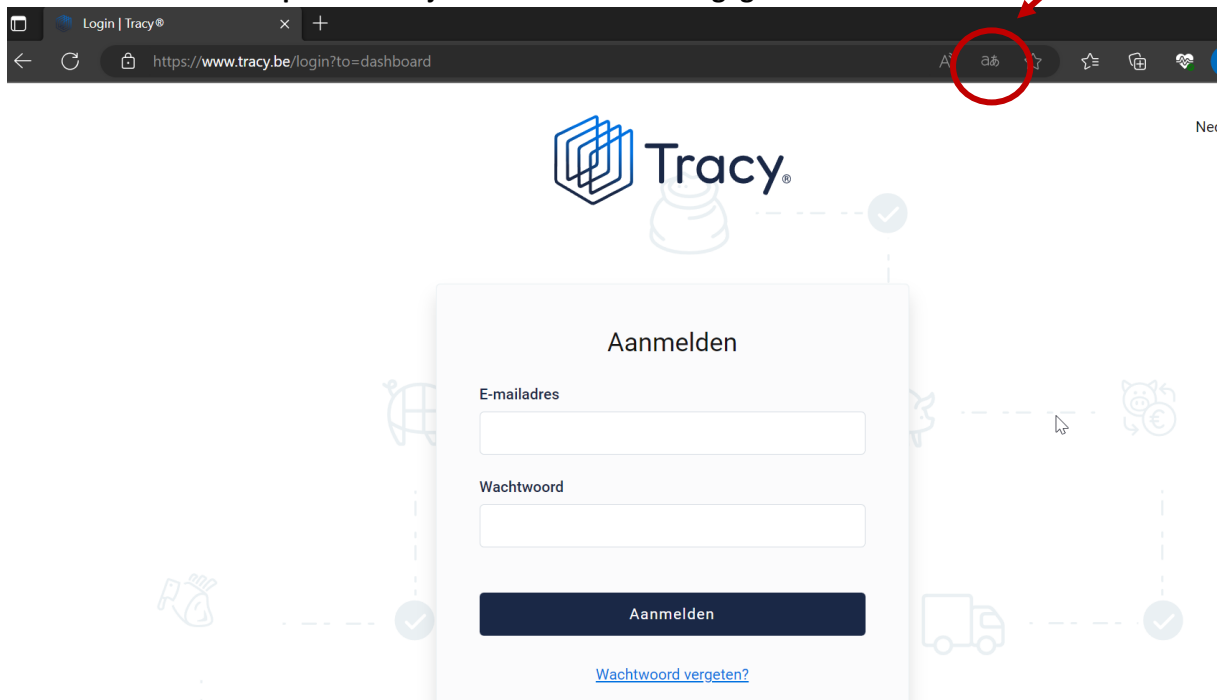 Login | Tracy®
https://www.tracy.be/login?to=dashboard
Tracy®
Aanmelden
E-mailadres
Wachtwoord
Aanmelden
Wachtwoord vergeten?